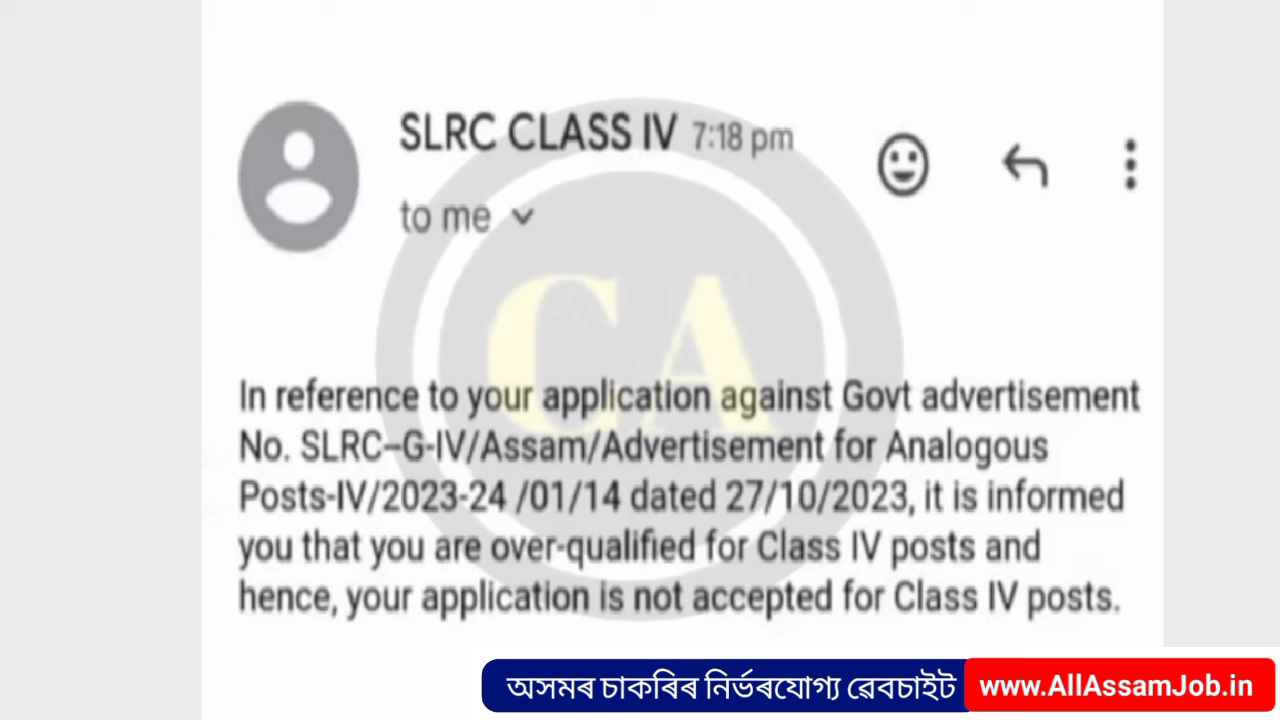 SLRC CLASS IV 7:18 pm
to me
CA
In reference to your application against Govt advertisement
No. SLRC–G-IV/Assam/Advertisement for Analogous
Posts-IV/2023-24 /01/14 dated 27/10/2023, it is informed
you that you are over-qualified for Class IV posts and
hence, your application is not accepted for Class IV posts.
অসমৰ চাকৰিৰ নিৰ্ভৰযোগ্য ৱেবচাইট www.AllAssamJob.in